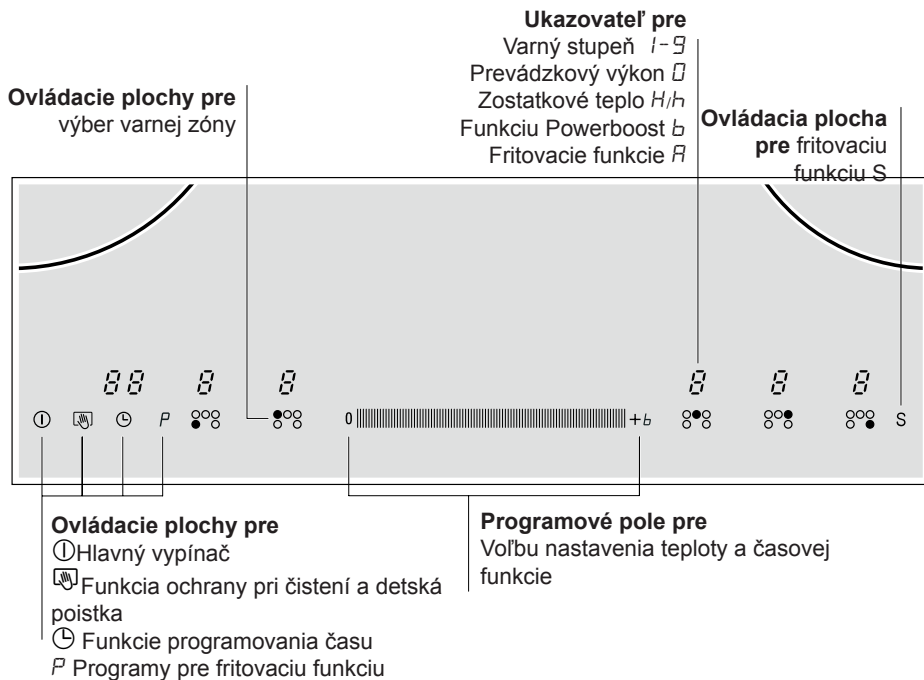 Ukazovateľ pre
Varný stupeň 1-9
Prevádzkový výkon 0
Zostatkové teplo H/h
Funkciu Powerboost b
Fritovacie funkcie A
Ovládacie plochy pre
výber varnej zóny
Ovládacia plocha
pre fritovaciu
funkciu S
88 8 8 8 8 8
P 0 +b S
Ovládacie plochy pre
Hlavný vypínač
Funkcia ochrany pri čistení a detská
poistka
Funkcie programovania času
P Programy pre fritovaciu funkciu
Programové pole pre
Voľbu nastavenia teploty a časovej
funkcie